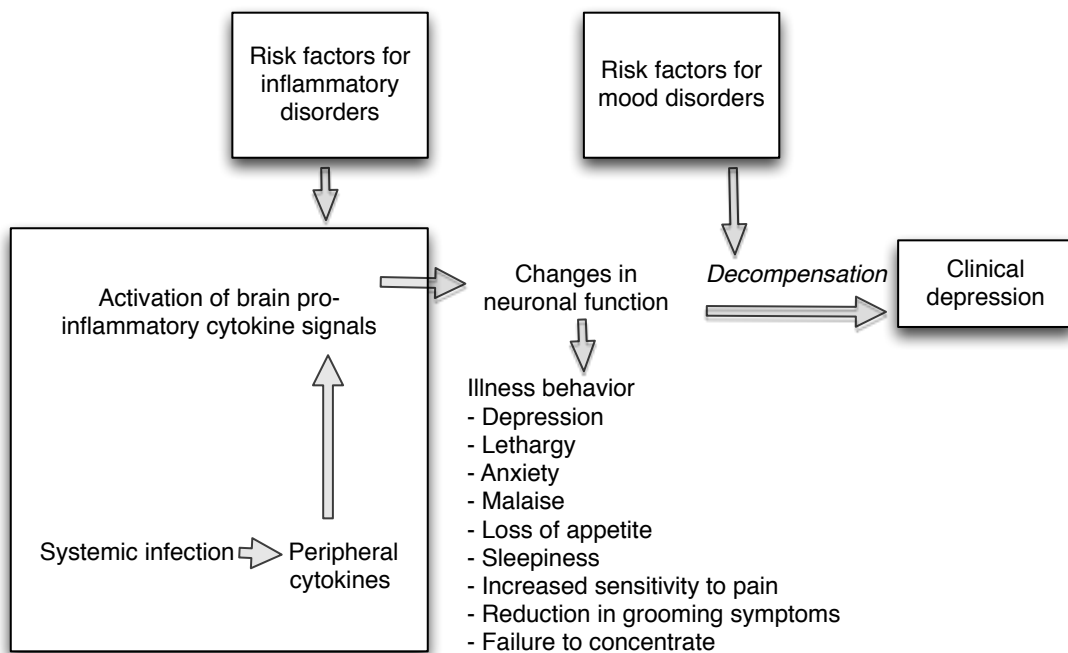 Risk factors for
inflammatory
disorders
Risk factors for
mood disorders
Activation of brain pro-
inflammatory cytokine signals
Systemic infection
Peripheral
cytokines
Changes in
neuronal function
Decompensation
Clinical
depression
Illness behavior
- Depression
- Lethargy
- Anxiety
- Malaise
- Loss of appetite
- Sleepiness
- Increased sensitivity to pain
- Reduction in grooming symptoms
- Failure to concentrate